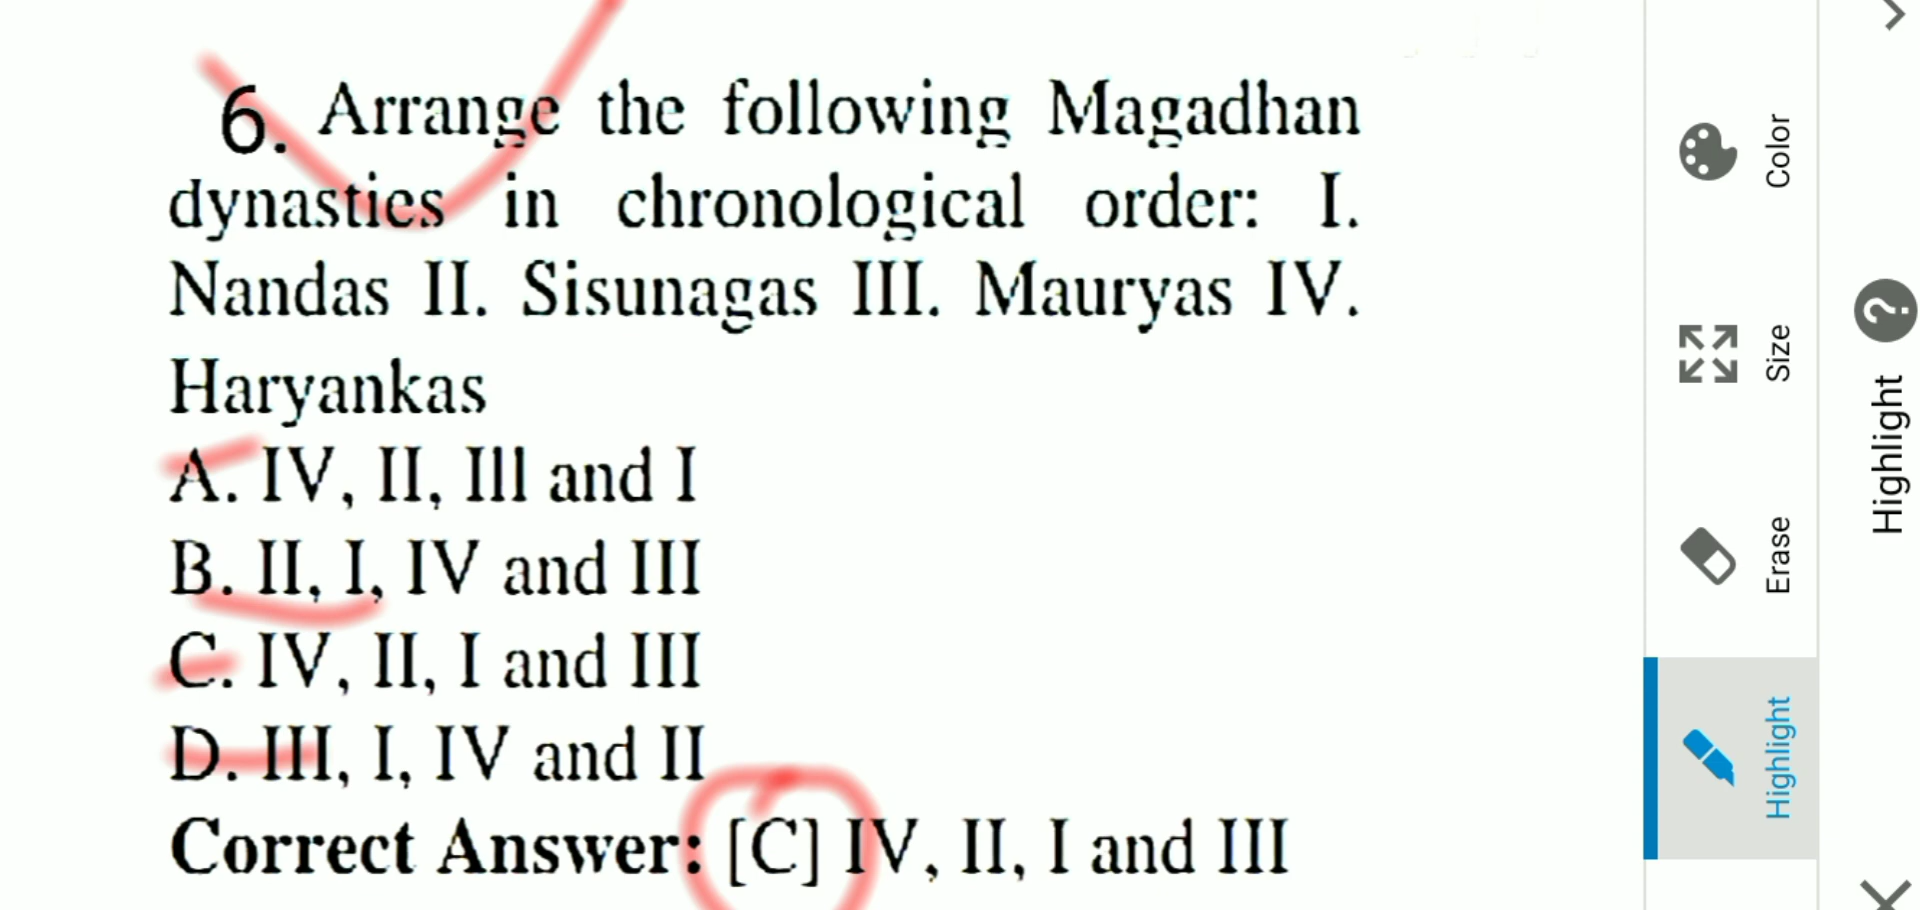 6. Arrange the following Magadhan
dynasties in chronological order: I.
Nandas II. Sisunagas III. Mauryas IV.
Haryankas
A. IV, II, Ill and I
B. II, I, IV and III
C. IV, II, I and III
D. III, I, IV and II
Correct Answer: [C] IV, II, I and III
Color
Size
Erase
Highlight
Highlight